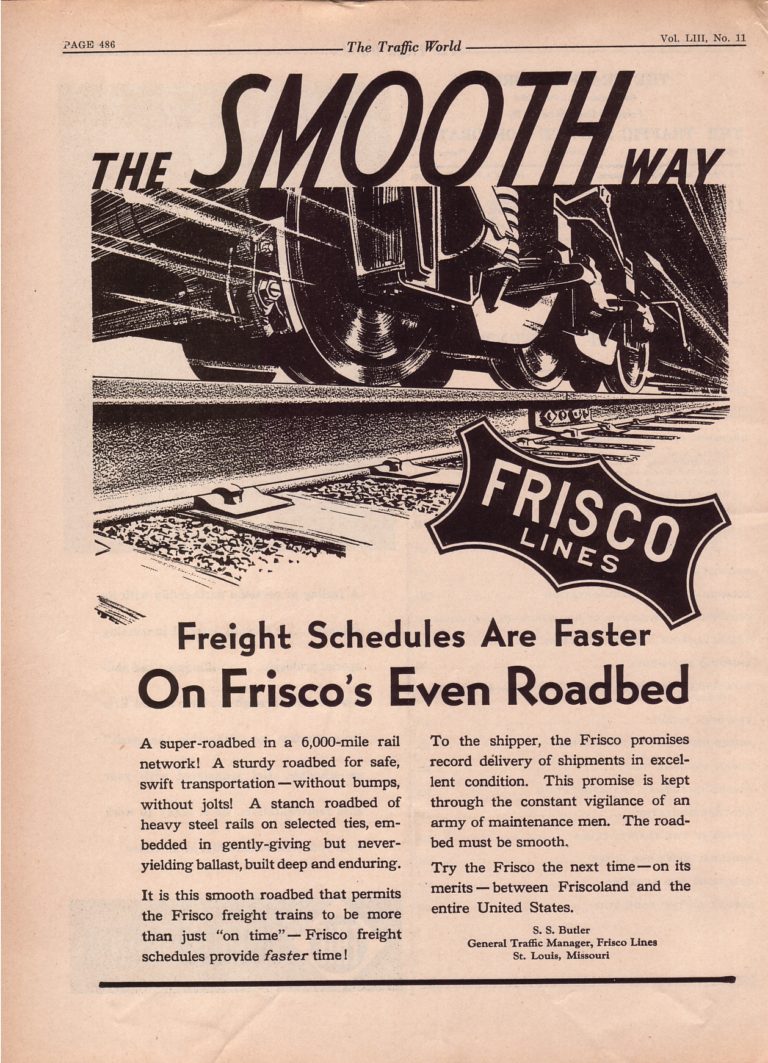 PAGE 486
The Traffic World
Vol. LIII, No. 11
THE SMOOTH WAY
FRISCO
LINES
Freight Schedules Are Faster
On Frisco's Even Roadbed
A super-roadbed in a 6,000-mile rail
network! A sturdy roadbed for safe,
swift transportation—without bumps,
without jolts! A stanch roadbed of
heavy steel rails on selected ties, em-
bedded in gently-giving but never-
yielding ballast, built deep and enduring.
It is this smooth roadbed that permits
the Frisco freight trains to be more
than just "on time"—Frisco freight
schedules provide faster time!
To the shipper, the Frisco promises
record delivery of shipments in excel-
lent condition. This promise is kept
through the constant vigilance of an
army of maintenance men. The road-
bed must be smooth.
Try the Frisco the next time—on its
merits—between Friscoland and the
entire United States.
S. S. Butler
General Traffic Manager, Frisco Lines
St. Louis, Missouri